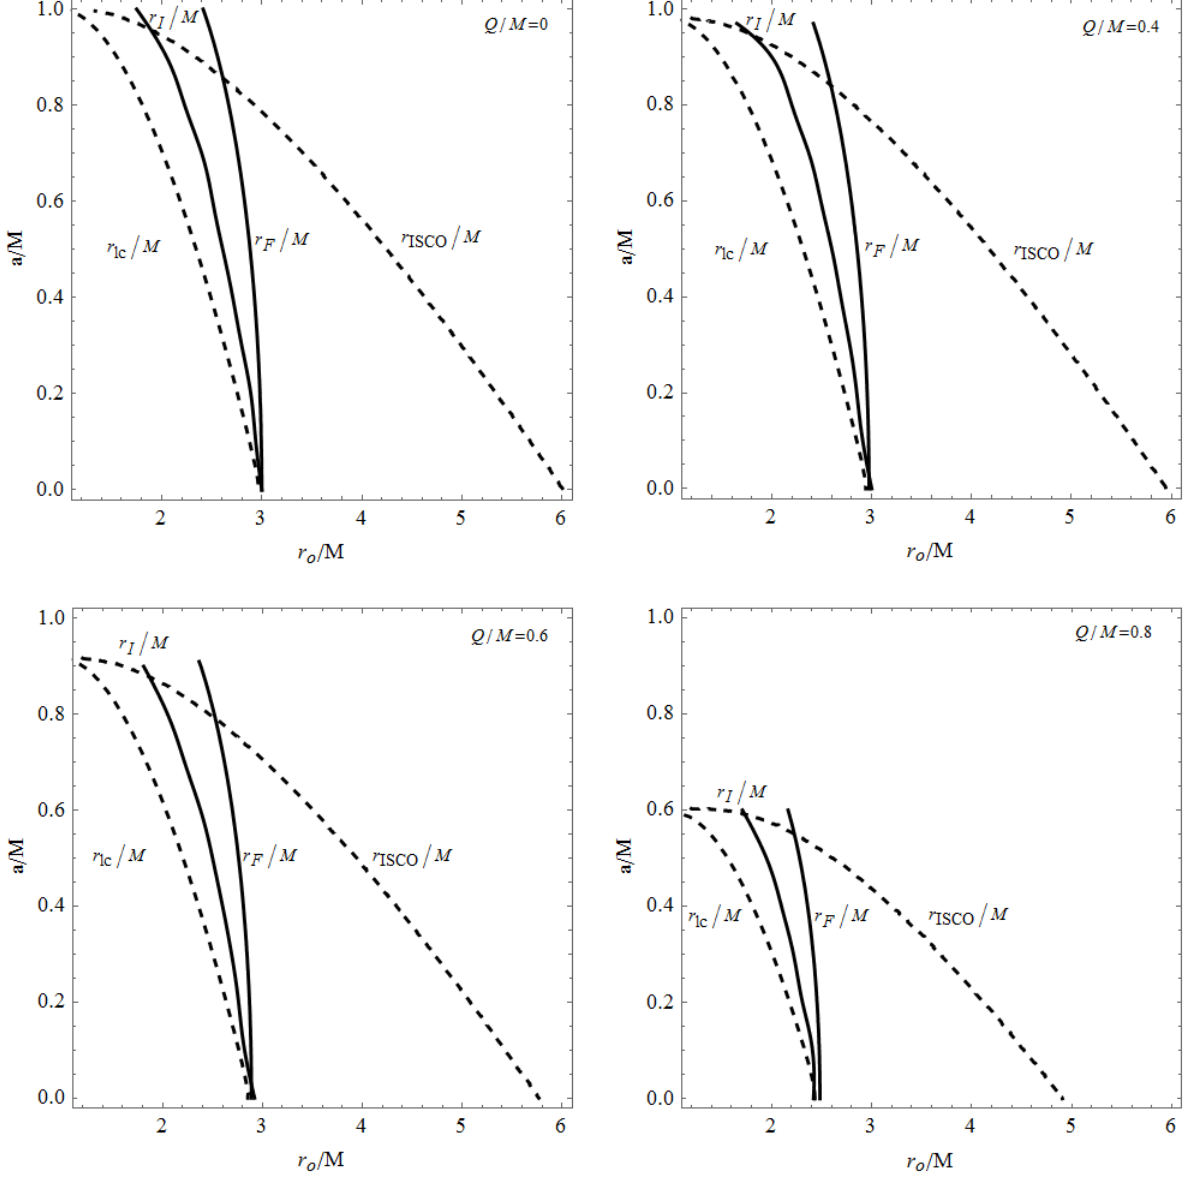 Q/M=0
1.0
0.8
0.6
0.4
0.2
0.0
a/M
r_I/M
r_lc/M
r_F/M
r_ISCO/M
2 3 4 5 6
r_o/M
Q/M=0.4
1.0
0.8
0.6
0.4
0.2
0.0
a/M
r_I/M
r_lc/M
r_F/M
r_ISCO/M
2 3 4 5 6
r_o/M
Q/M=0.6
1.0
0.8
0.6
0.4
0.2
0.0
a/M
r_I/M
r_lc/M
r_F/M
r_ISCO/M
2 3 4 5 6
r_o/M
Q/M=0.8
1.0
0.8
0.6
0.4
0.2
0.0
a/M
r_I/M
r_lc/M
r_F/M
r_ISCO/M
2 3 4 5 6
r_o/M